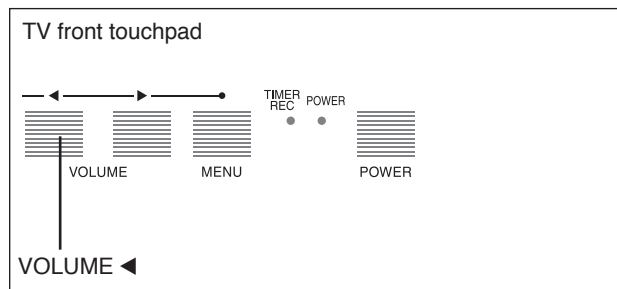 TV front touchpad
TIMER
REC
POWER
VOLUME
MENU
POWER
VOLUME ◀